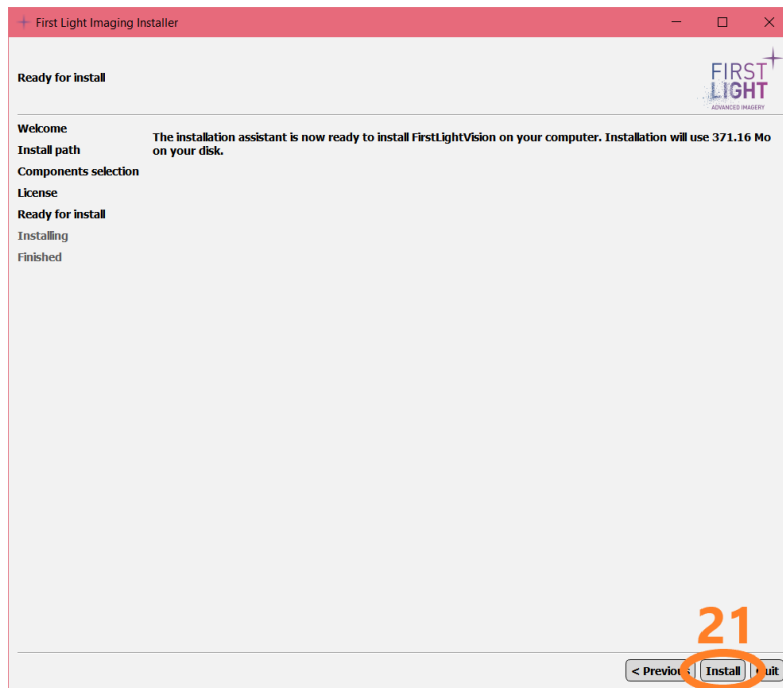 First Light Imaging Installer
Ready for install
FIRST
LIGHT
ADVANCED IMAGERY
Welcome
Install path
Components selection
License
Ready for install
Installing
Finished
The installation assistant is now ready to install FirstLightVision on your computer. Installation will use 371.16 Mo
on your disk.
21
< Previous Install Quit